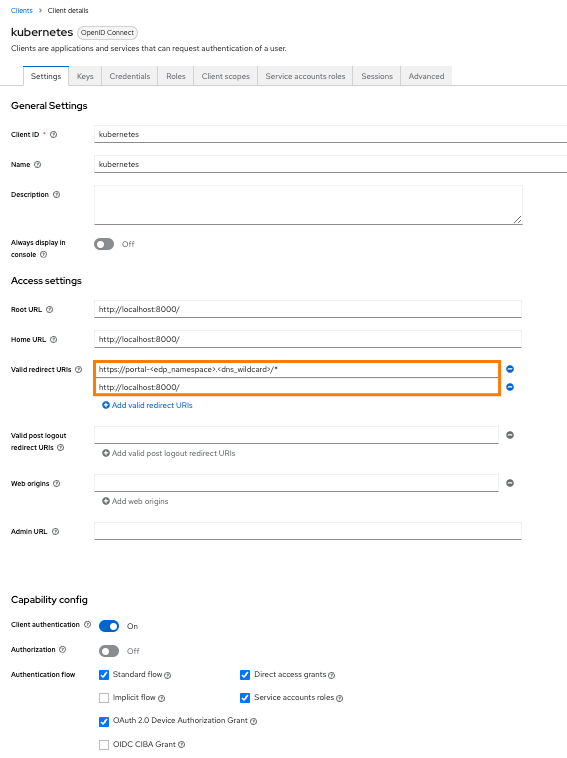 Clients > Client details
kubernetes OpenID Connect
Clients are applications and services that can request authentication of a user.
Settings Keys Credentials Roles Client scopes Service accounts roles Sessions Advanced
General Settings
Client ID * kubernetes
Name kubernetes
Description
Always display in
console
Off
Access settings
Root URL http://localhost:8000/
Home URL http://localhost:8000/
Valid redirect URIs https://portal-<edp_namespace>.<dns_wildcard>/*
http://localhost:8000/
Add valid redirect URIs
Valid post logout
redirect URIs
Add valid post logout redirect URIs
Web origins
Add web origins
Admin URL
Capability config
Client authentication On
Authorization Off
Authentication flow Standard flow Direct access grants
Implicit flow Service accounts roles
OAuth 2.0 Device Authorization Grant
OIDC CIBA Grant